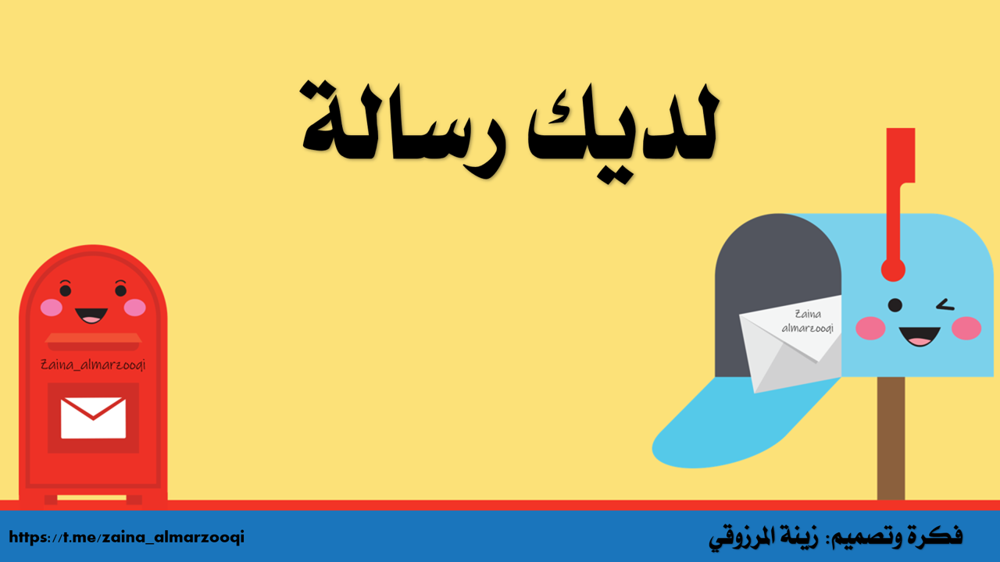 لديك رسالة
Zaina
almarzooqi
Zaina_almarzooqi
https://t.me/zaina_almarzooqi
فكرة وتصميم: زينة المرزوقي